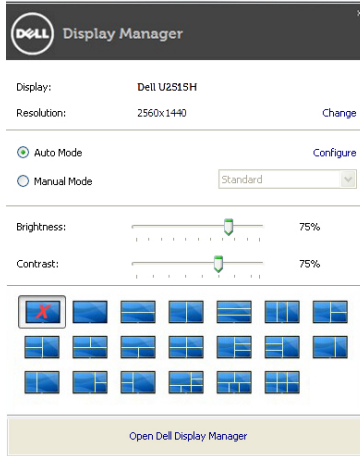 DELL Display Manager
Display: Dell U2515H
Resolution: 2560x1440 Change
Auto Mode Configure
Manual Mode Standard
Brightness: 75%
Contrast: 75%
Open Dell Display Manager